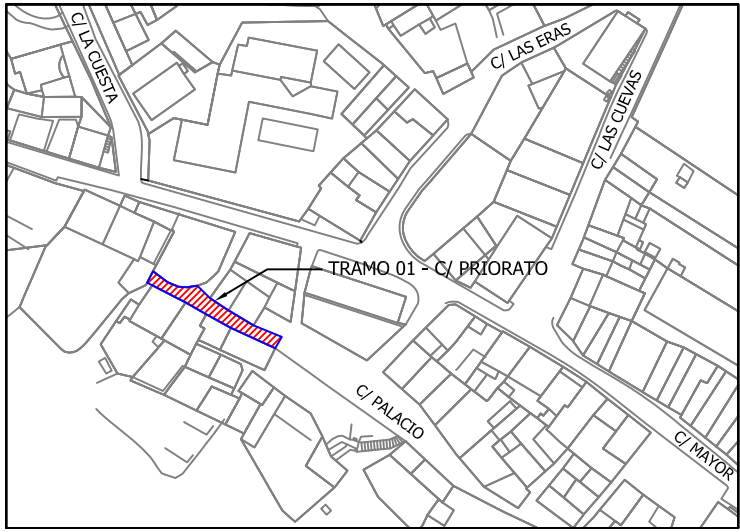 C/ LA CUESTA
C/ LAS ERAS
C/ LAS CUEVAS
TRAMO 01 - C/ PRIORATO
C/ PALACIO
C/ MAYOR